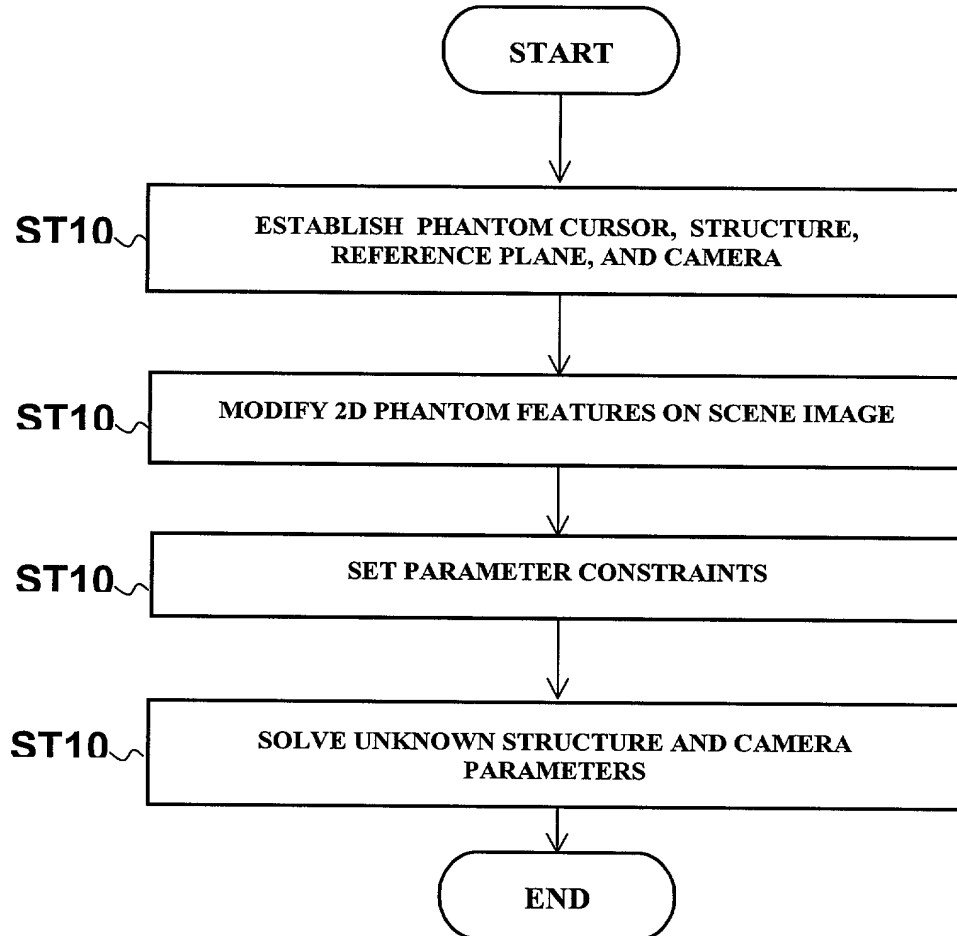 START
ST10
ESTABLISH PHANTOM CURSOR, STRUCTURE,
REFERENCE PLANE, AND CAMERA
ST10
MODIFY 2D PHANTOM FEATURES ON SCENE IMAGE
ST10
SET PARAMETER CONSTRAINTS
ST10
SOLVE UNKNOWN STRUCTURE AND CAMERA
PARAMETERS
END